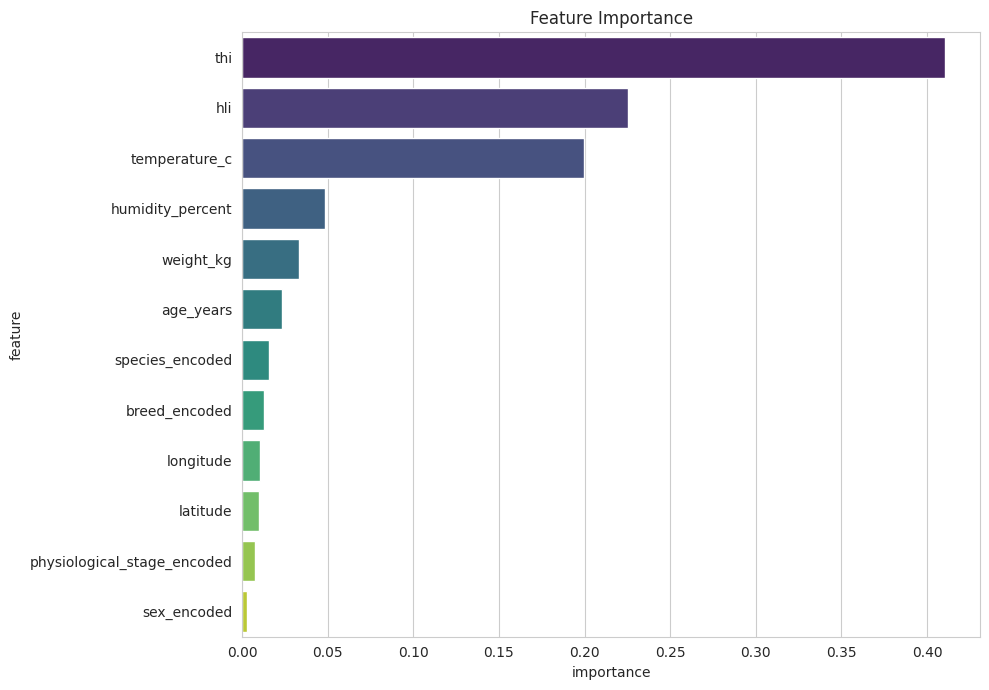 Feature Importance
feature
thi
hli
temperature_c
humidity_percent
weight_kg
age_years
species_encoded
breed_encoded
longitude
latitude
physiological_stage_encoded
sex_encoded
0.00 0.05 0.10 0.15 0.20 0.25 0.30 0.35 0.40
importance